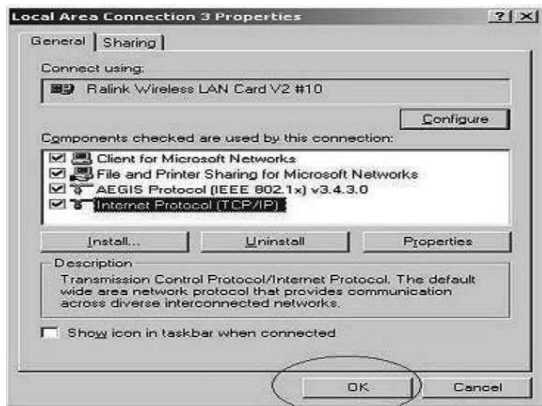 Local Area Connection 3 Properties
General Sharing
Connect using:
Ralink Wireless LAN Card V2 #10
Configure
Components checked are used by this connection:
Client for Microsoft Networks
File and Printer Sharing for Microsoft Networks
AEGIS Protocol (IEEE 802.1x) v3.4.3.0
Internet Protocol (TCP/IP)
Install... Uninstall Properties
Description
Transmission Control Protocol/Internet Protocol. The default
wide area network protocol that provides communication
across diverse interconnected networks.
Show icon in taskbar when connected
OK Cancel